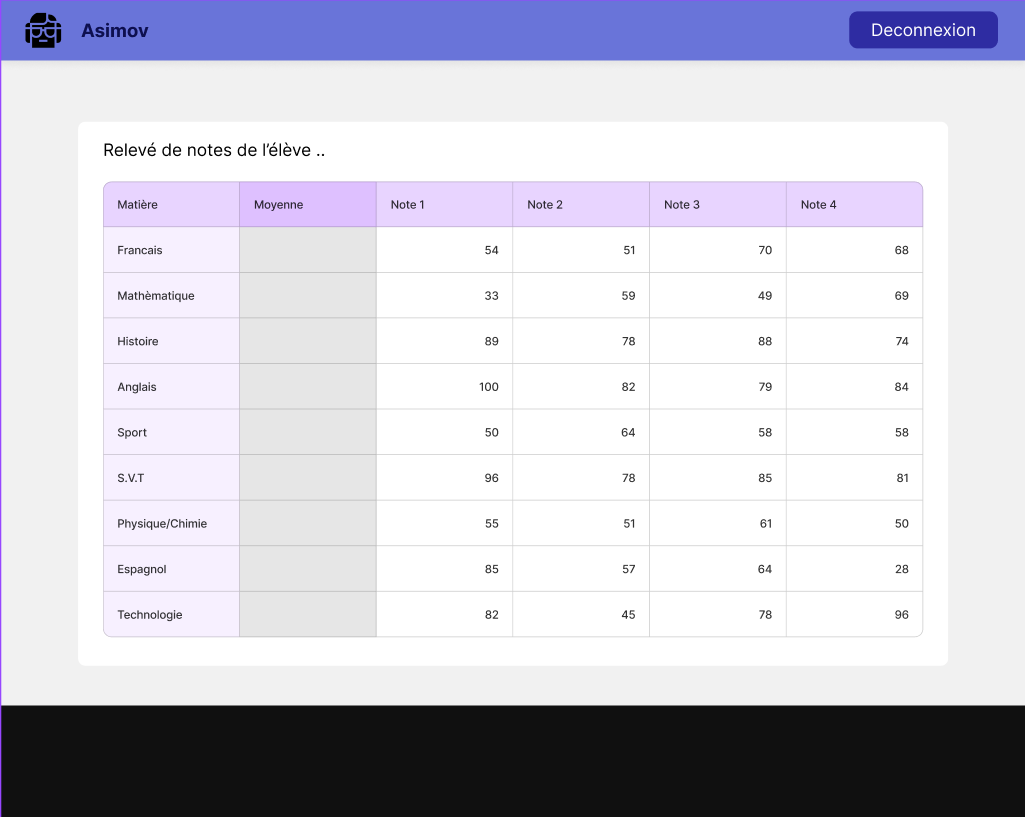 Asimov
Deconnexion
Relevé de notes de l’élève ..
Matière Moyenne Note 1 Note 2 Note 3 Note 4
Francais 54 51 70 68
Mathèmatique 33 59 49 69
Histoire 89 78 88 74
Anglais 100 82 79 84
Sport 50 64 58 58
S.V.T 96 78 85 81
Physique/Chimie 55 51 61 50
Espagnol 85 57 64 28
Technologie 82 45 78 96